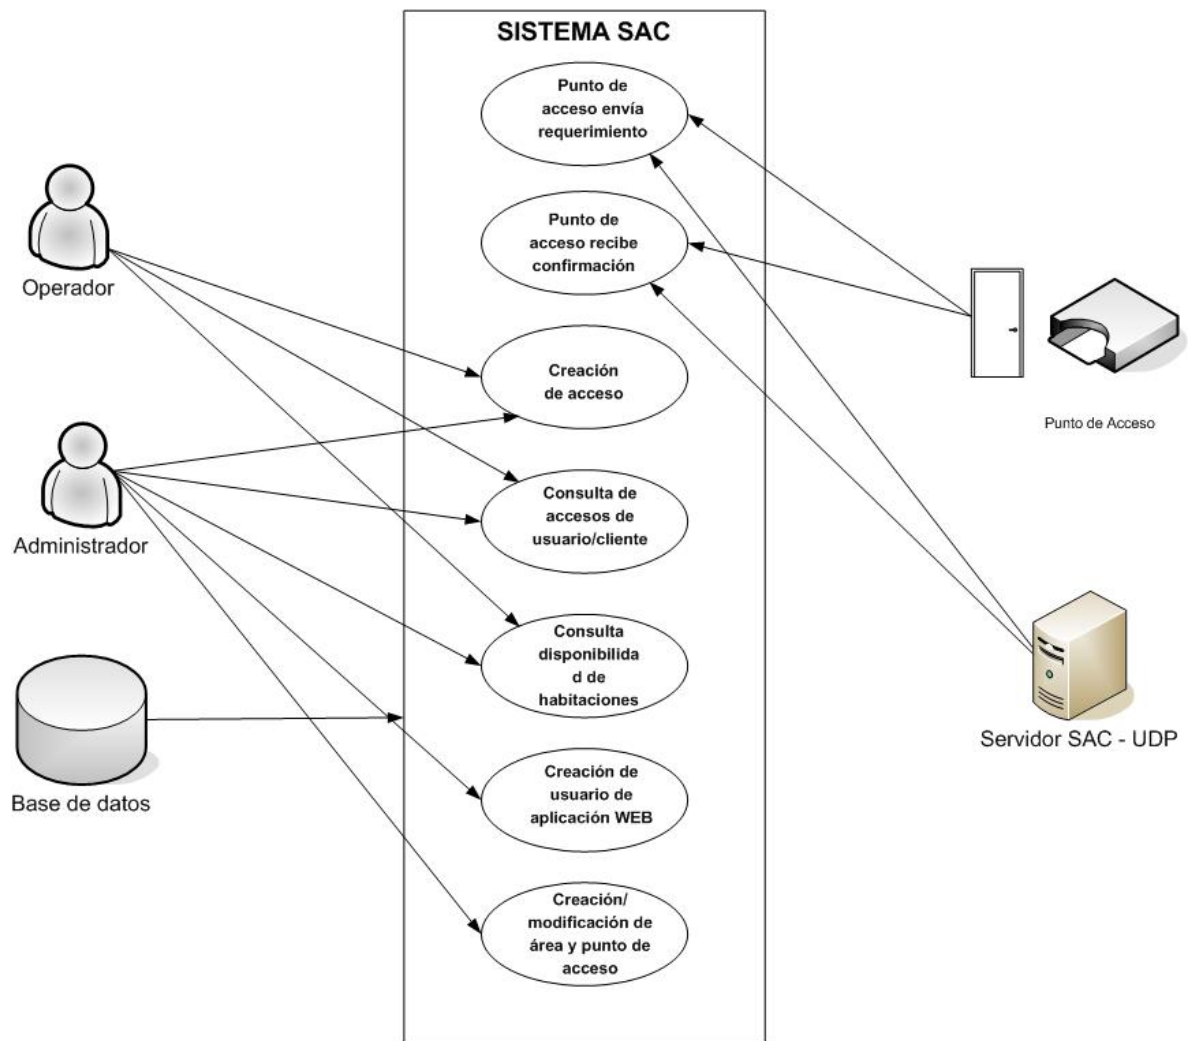 SISTEMA SAC
Punto de
acceso envía
requerimiento
Punto de
acceso recibe
confirmación
Operador
Creación
de acceso
Punto de Acceso
Administrador
Consulta de
accesos de
usuario/cliente
Consulta
disponibilida
d de
habitaciones
Servidor SAC - UDP
Base de datos
Creación de
usuario de
aplicación WEB
Creación/
modificación de
área y punto de
acceso